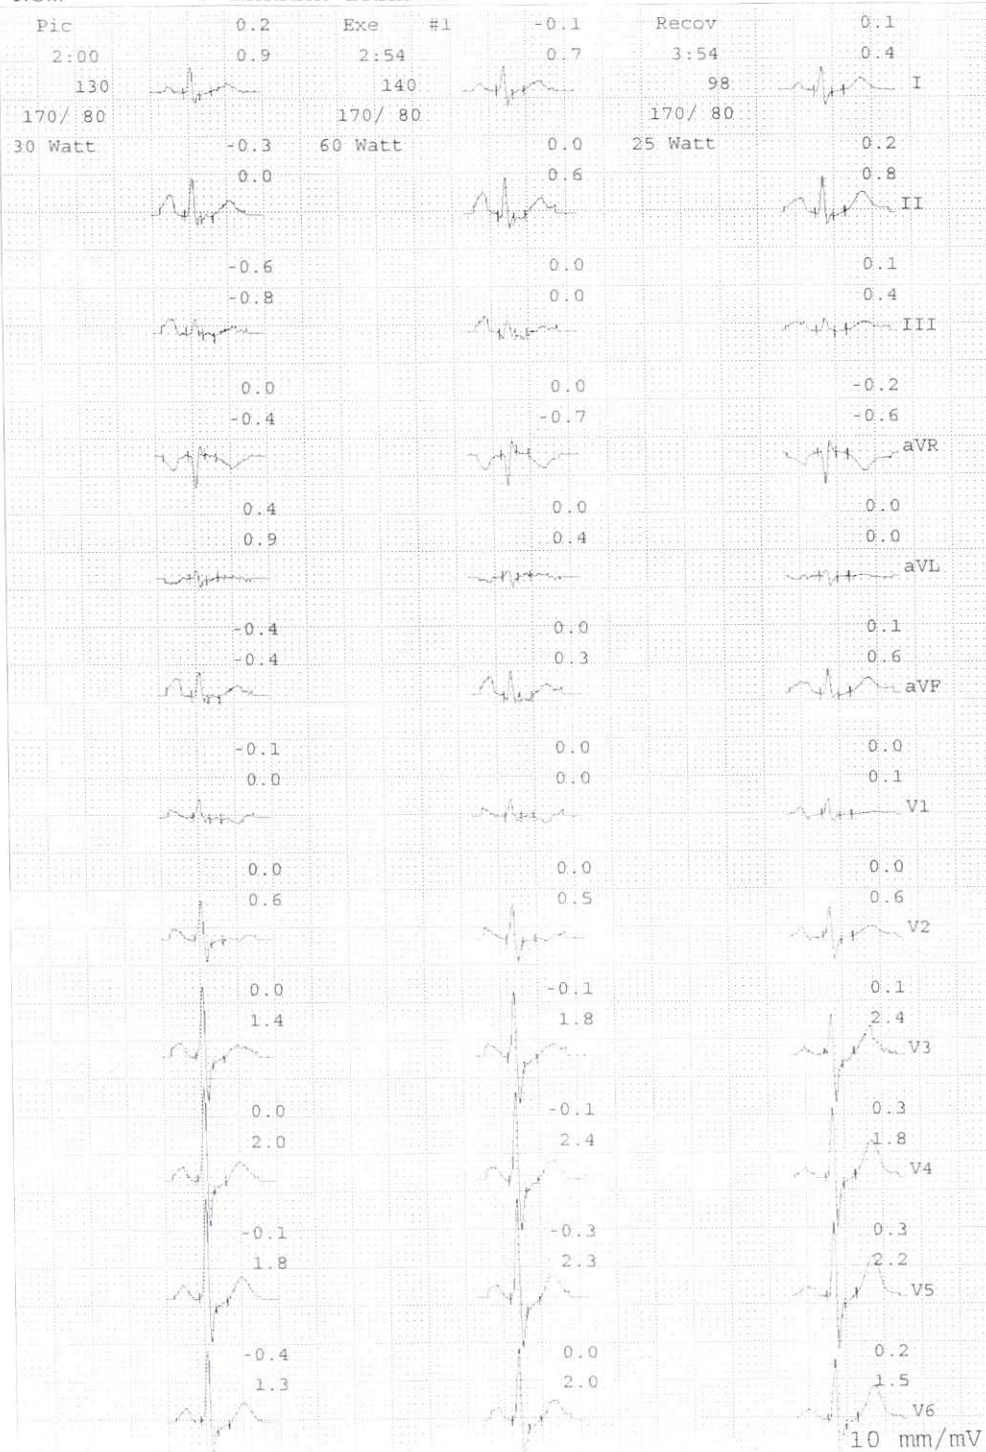 Pic 0.2 Exe #1 -0.1 Recov 0.1
2:00 0.9 2:54 0.7 3:54 0.4
130 140 98 I
170/ 80 170/ 80 170/ 80
30 Watt -0.3 60 Watt 0.0 25 Watt 0.2
0.0 0.6 0.8
II
-0.6 0.0 0.1
-0.8 0.0 0.4
III
0.0 0.0 -0.2
-0.4 -0.7 -0.6
aVR
0.4 0.0 0.0
0.9 0.4 0.0
aVL
-0.4 0.0 0.1
-0.4 0.3 0.6
aVF
-0.1 0.0 0.0
0.0 0.0 0.1
V1
0.0 0.0 0.0
0.6 0.5 0.6
V2
0.0 -0.1 0.1
1.4 1.8 2.4
V3
0.0 -0.1 0.3
2.0 2.4 1.8
V4
-0.1 -0.3 0.3
1.8 2.3 2.2
V5
-0.4 0.0 0.2
1.3 2.0 1.5
V6
10 mm/mV